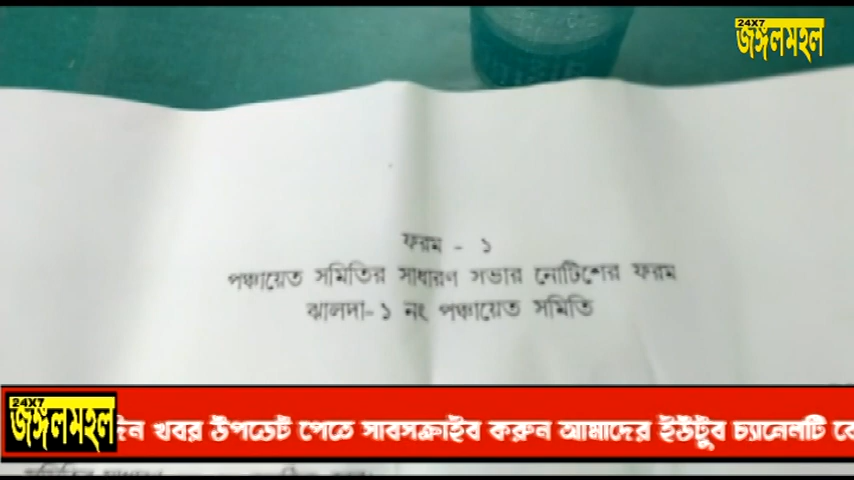 24X7
জঙ্গলমহল
ফরম - ১
পঞ্চায়েত সমিতির সাধারণ সভার নোটিশের ফরম
ঝালদা-১ নং পঞ্চায়েত সমিতি
24X7
জঙ্গলমহল
খবর উপডেট পেতে সাবসক্রাইব করুন আমাদের ইউটুব চ্যানেলটি